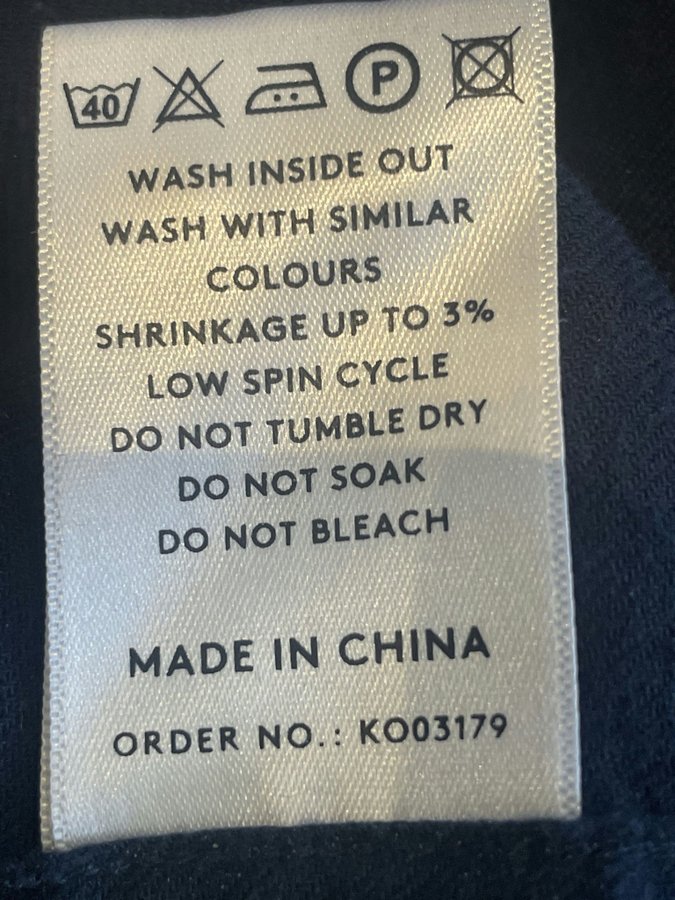 40 P
WASH INSIDE OUT
WASH WITH SIMILAR
COLOURS
SHRINKAGE UP TO 3%
LOW SPIN CYCLE
DO NOT TUMBLE DRY
DO NOT SOAK
DO NOT BLEACH
MADE IN CHINA
ORDER NO.: KO03179